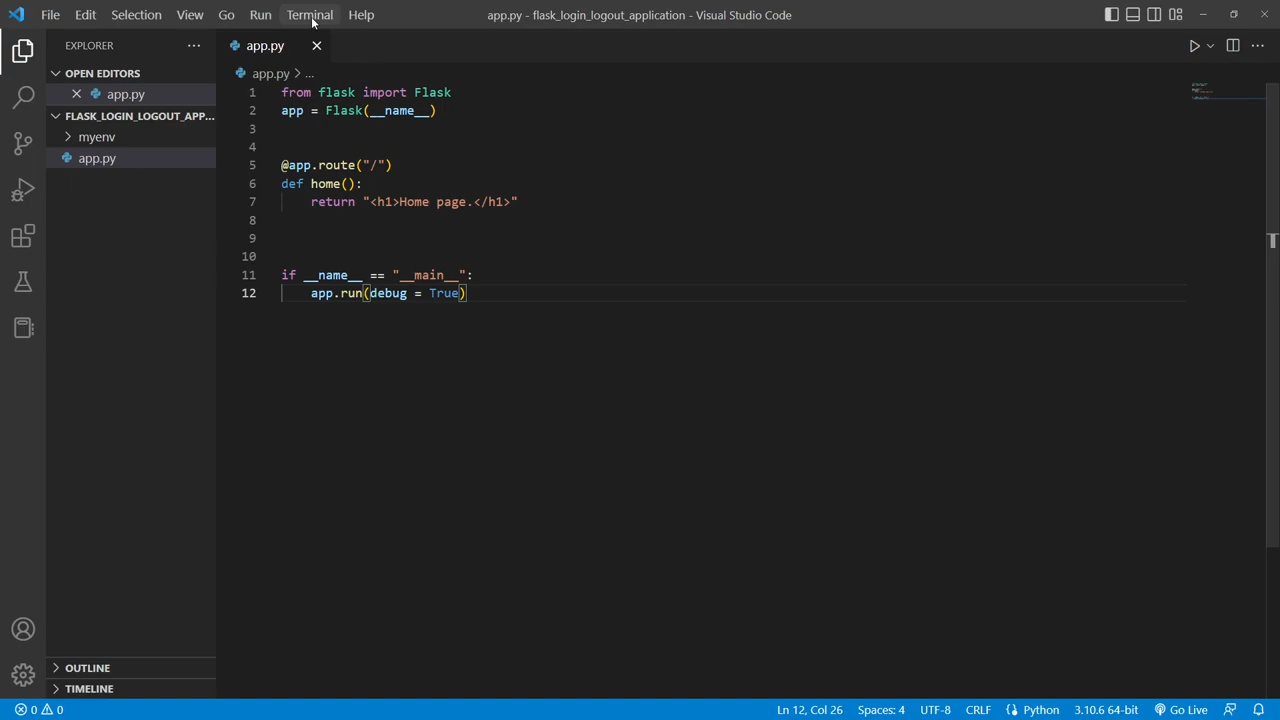 File Edit Selection View Go Run Terminal Help
app.py - flask_login_logout_application - Visual Studio Code
EXPLORER
app.py
OPEN EDITORS
app.py
FLASK_LOGIN_LOGOUT_APP...
myenv
app.py
OUTLINE
TIMELINE
app.py > ...
1 from flask import Flask
2 app = Flask(__name__)
3
4
5 @app.route("/")
6 def home():
7 return "<h1>Home page.</h1>"
8
9
10
11 if __name__ == "__main__":
12 app.run(debug = True)
0 0 Ln 12, Col 26 Spaces: 4 UTF-8 CRLF Python 3.10.6 64-bit Go Live